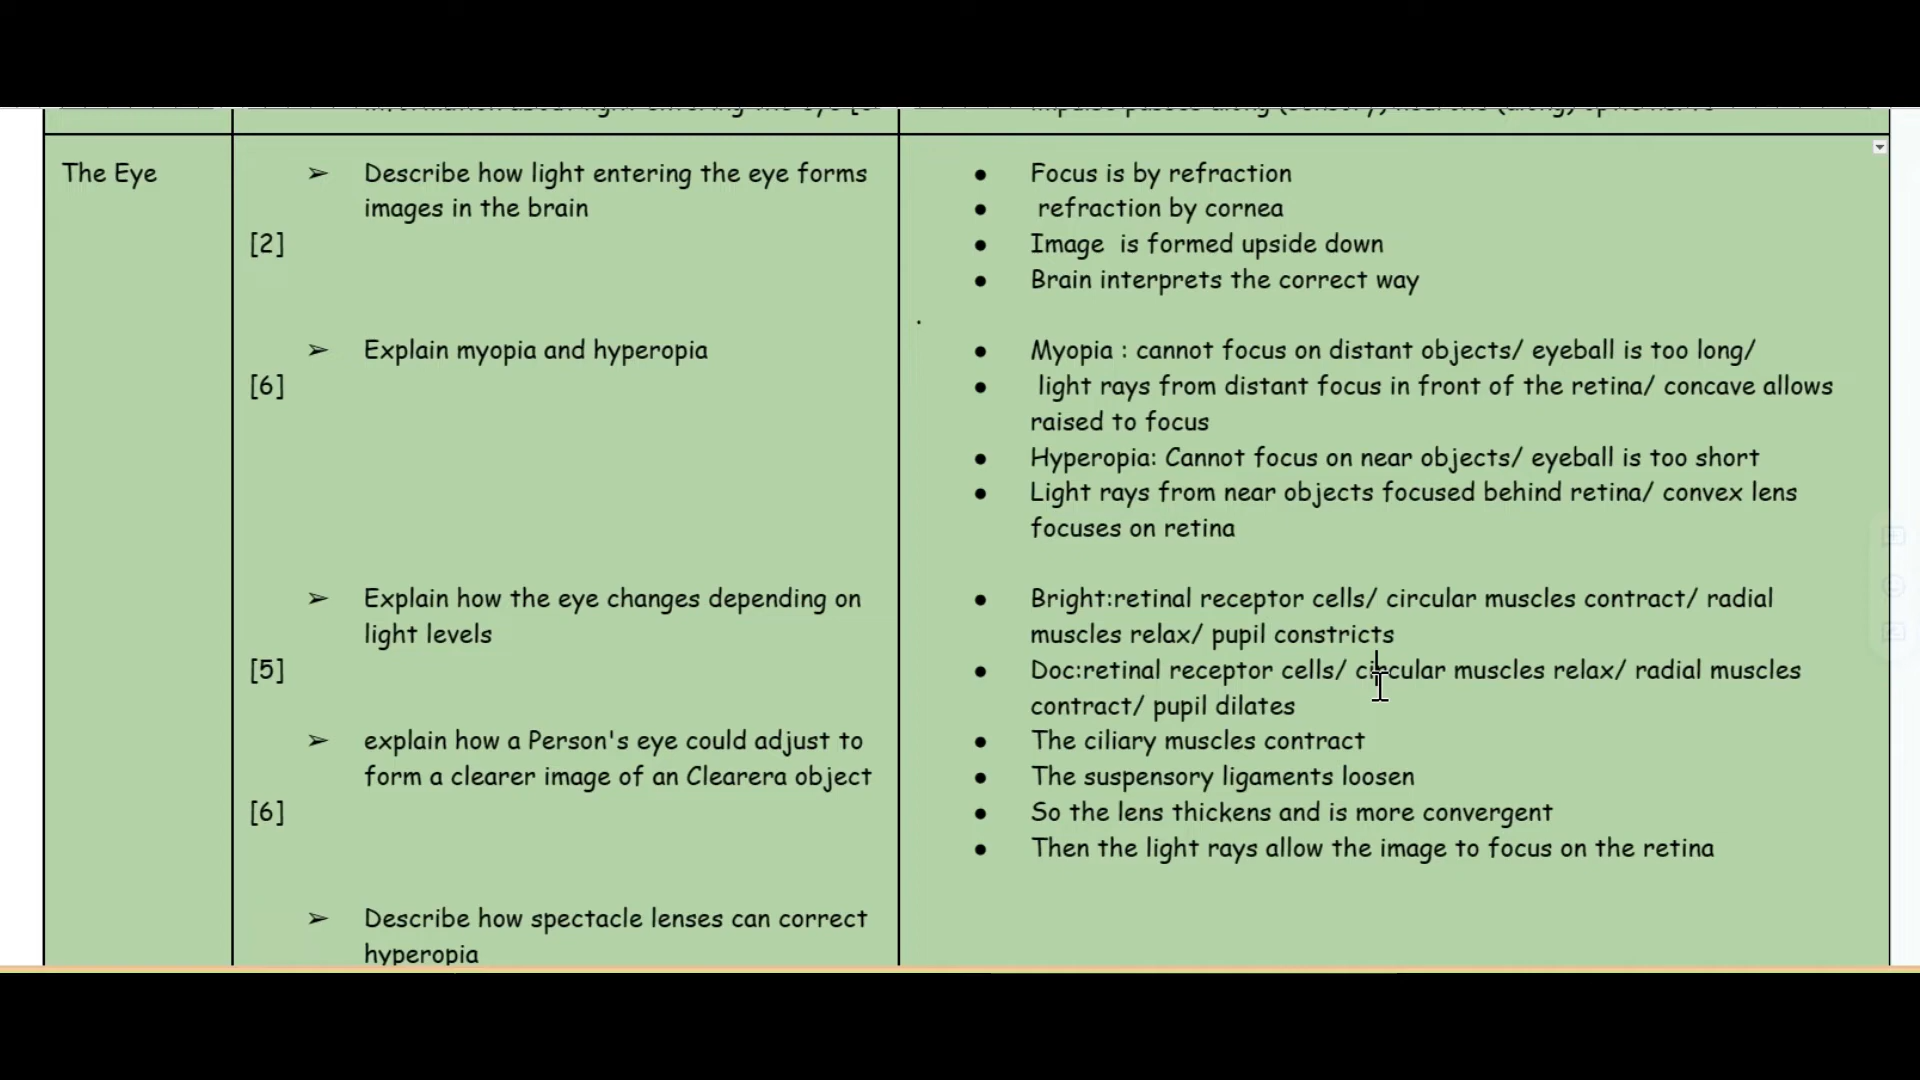 The Eye
➢ Describe how light entering the eye forms
images in the brain
[2]
➢ Explain myopia and hyperopia
[6]
➢ Explain how the eye changes depending on
light levels
[5]
➢ explain how a Person's eye could adjust to
form a clearer image of an Clearera object
[6]
➢ Describe how spectacle lenses can correct
hyperopia
● Focus is by refraction
● refraction by cornea
● Image is formed upside down
● Brain interprets the correct way
● Myopia : cannot focus on distant objects/ eyeball is too long/
● light rays from distant focus in front of the retina/ concave allows
raised to focus
● Hyperopia: Cannot focus on near objects/ eyeball is too short
● Light rays from near objects focused behind retina/ convex lens
focuses on retina
● Bright:retinal receptor cells/ circular muscles contract/ radial
muscles relax/ pupil constricts
● Doc:retinal receptor cells/ circular muscles relax/ radial muscles
contract/ pupil dilates
● The ciliary muscles contract
● The suspensory ligaments loosen
● So the lens thickens and is more convergent
● Then the light rays allow the image to focus on the retina